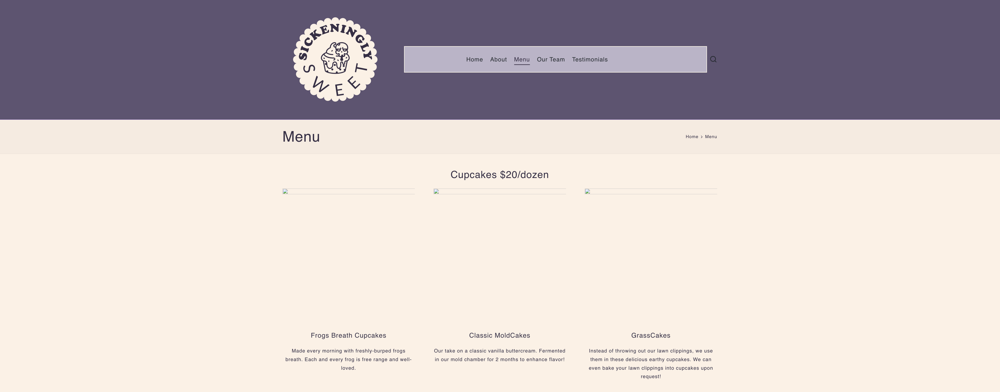 SICKENINGLY
SWEET
Home About Menu Our Team Testimonials
Menu
Home > Menu
Cupcakes $20/dozen
Frogs Breath Cupcakes
Made every morning with freshly-burped frogs
breath. Each and every frog is free range and well-
loved.
Classic MoldCakes
Our take on a classic vanilla buttercream. Fermented
in our mold chamber for 2 months to enhance flavor!
GrassCakes
Instead of throwing out our lawn clippings, we use
them in these delicious earthy cupcakes. We can
even bake your lawn clippings into cupcakes upon
request!